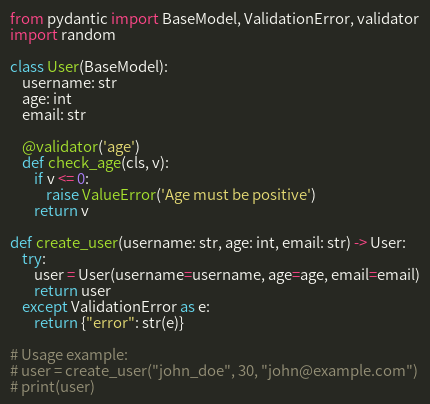 from pydantic import BaseModel, ValidationError, validator
import random

class User(BaseModel):
    username: str
    age: int
    email: str

    @validator('age')
    def check_age(cls, v):
        if v <= 0:
            raise ValueError('Age must be positive')
        return v

def create_user(username: str, age: int, email: str) -> User:
    try:
        user = User(username=username, age=age, email=email)
        return user
    except ValidationError as e:
        return {"error": str(e)}

# Usage example:
# user = create_user("john_doe", 30, "john@example.com")
# print(user)